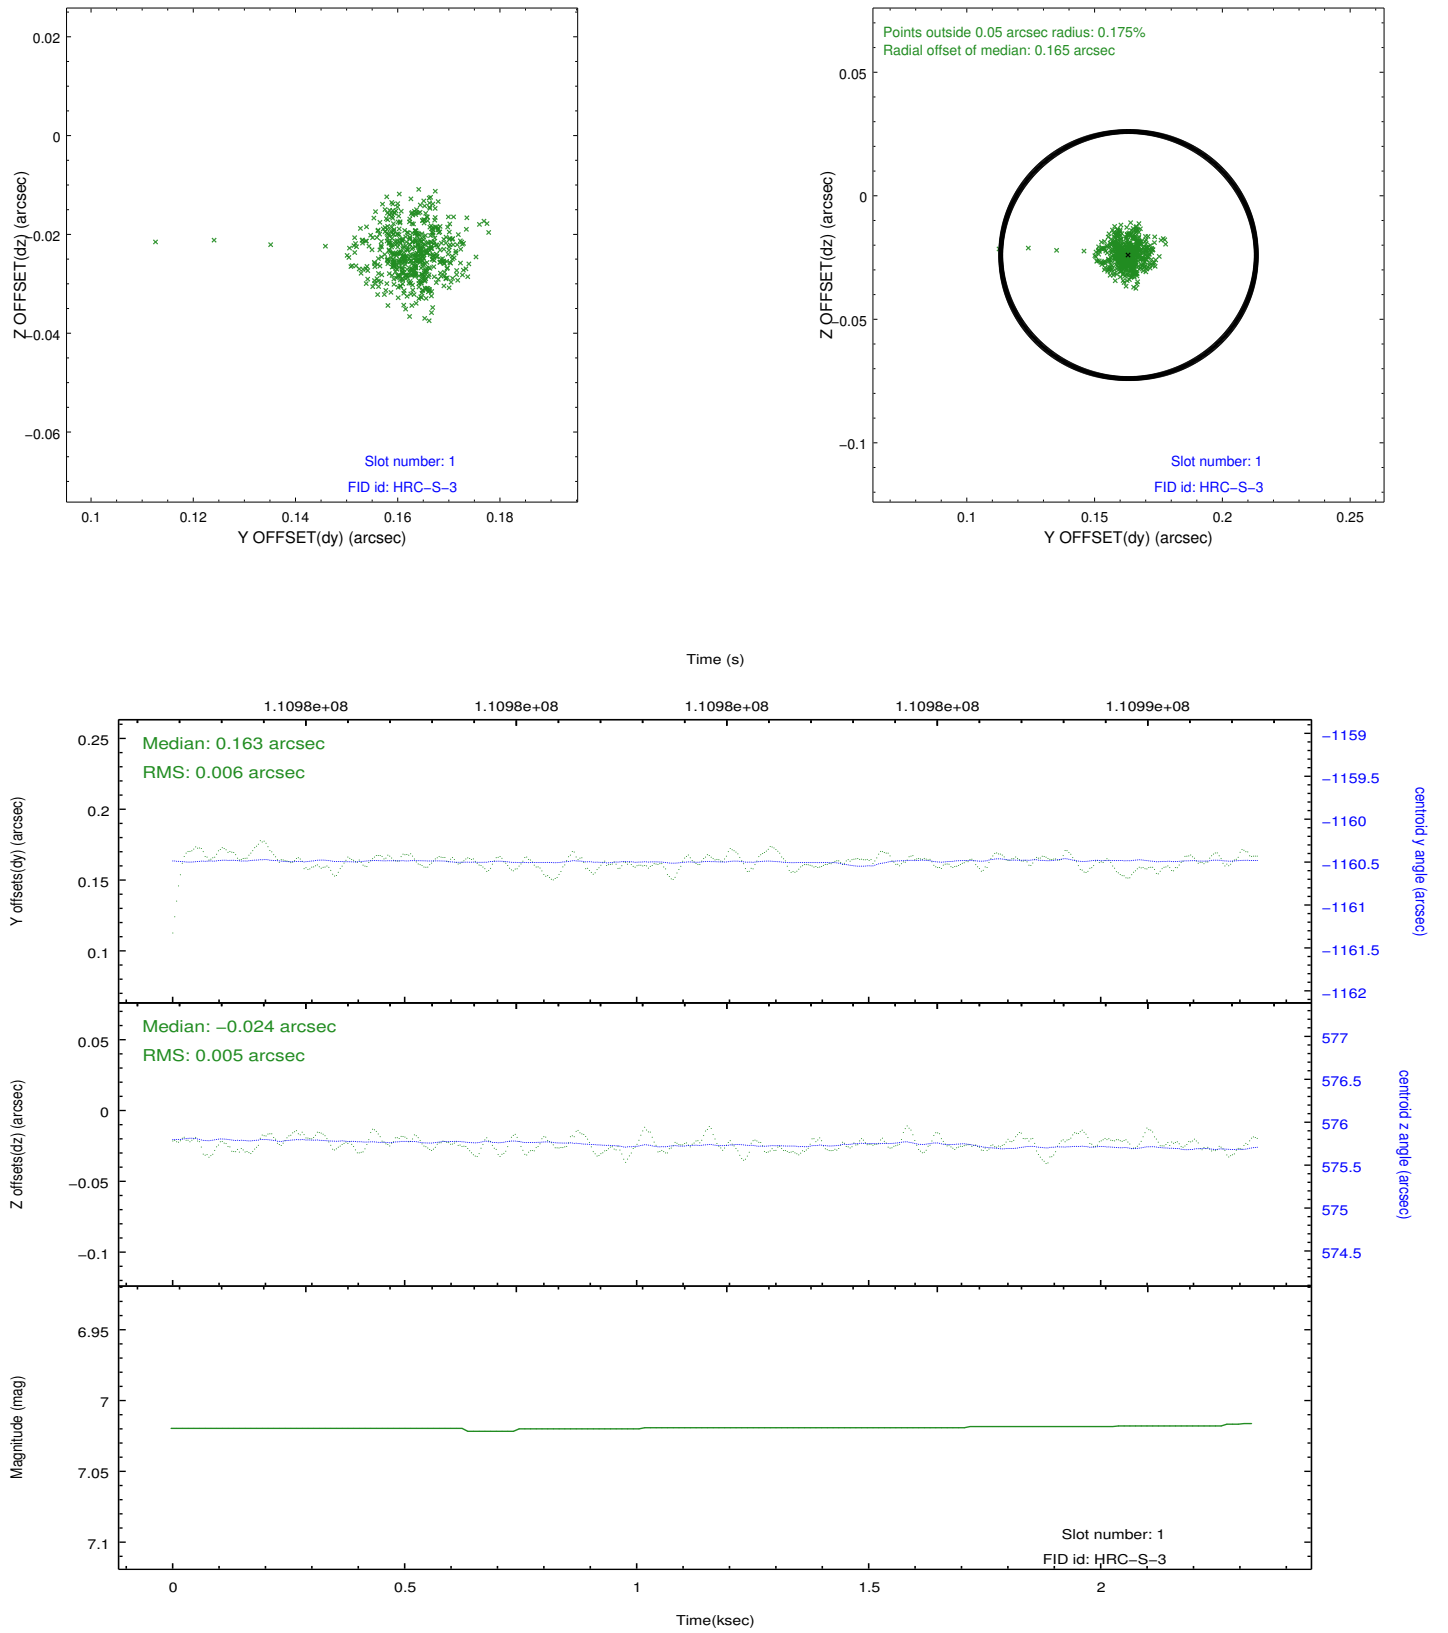 0.02
0
−0.02
−0.04
−0.06
Z OFFSET(dz) (arcsec)
Slot number: 1
FID id: HRC−S−3
0.1
0.12
0.14
0.16
0.18
Y OFFSET(dy) (arcsec)
Points outside 0.05 arcsec radius: 0.175%
Radial offset of median: 0.165 arcsec
0.05
0
−0.05
−0.1
Z OFFSET(dz) (arcsec)
Slot number: 1
FID id: HRC−S−3
0.1
0.15
0.2
0.25
Y OFFSET(dy) (arcsec)
Time (s)
1.1098e+08
1.1098e+08
1.1098e+08
1.1098e+08
1.1099e+08
Median: 0.163 arcsec
RMS: 0.006 arcsec
0.25
0.2
0.15
0.1
Y offsets(dy) (arcsec)
−1159
−1159.5
−1160
−1160.5
−1161
−1161.5
−1162
centroid y angle (arcsec)
Median: −0.024 arcsec
RMS: 0.005 arcsec
0.05
0
−0.05
−0.1
Z offsets(dz) (arcsec)
577
576.5
576
575.5
575
574.5
centroid z angle (arcsec)
6.95
7
7.05
7.1
Magnitude (mag)
Slot number: 1
FID id: HRC−S−3
0
0.5
1
1.5
2
Time(ksec)